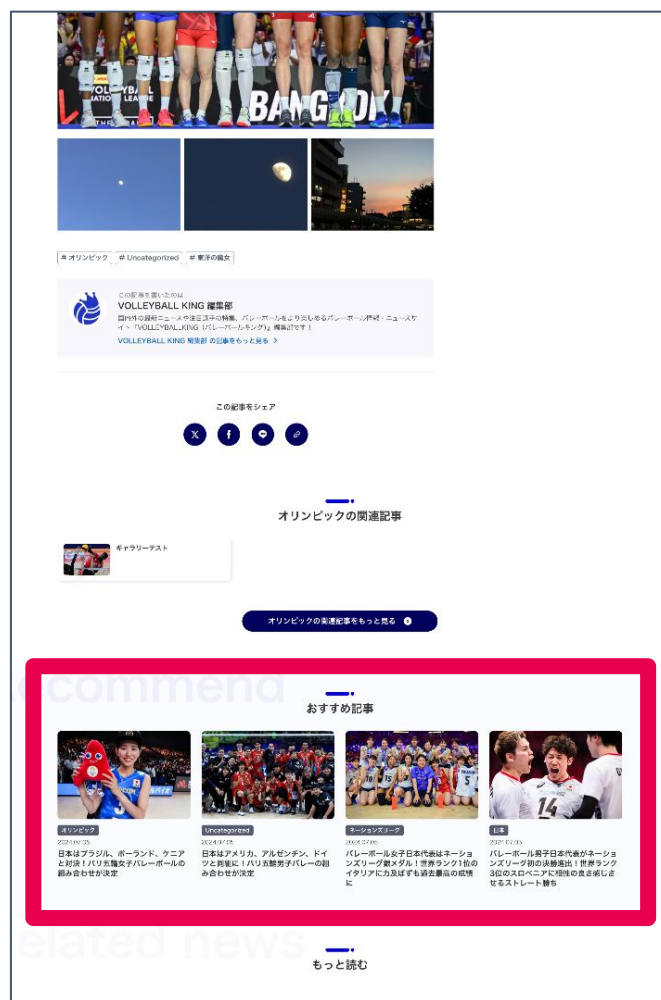 VOLLEYBALL
NATIONS LEAGUE
BANGKOK
# オリンピック
# Uncategorized
# 東洋の魔女
この記事を書いたのは
VOLLEYBALL KING 編集部
国内外の最新ニュースや注目選手の特集、バレーボールをより楽しめるバレーボール情報・ニュースサ
イト「VOLLEYBALLKING（バレーボールキング）」編集部です！
VOLLEYBALL KING 編集部 の記事をもっと見る
この記事をシェア
オリンピックの関連記事
ギャラリーテスト
オリンピックの関連記事をもっと見る
Recommend
おすすめ記事
オリンピック
2024.07.05
日本はブラジル、ポーランド、ケニア
と対決！パリ五輪女子バレーボールの
組み合わせが決定
Uncategorized
2024.07.05
日本はアメリカ、アルゼンチン、ドイ
ツと同組に！パリ五輪男子バレーの組
み合わせが決定
ネーションズリーグ
2024.07.05
バレーボール女子日本代表はネーショ
ンズリーグ銀メダル！世界ランク1位の
イタリアに力及ばずも過去最高の成績
に
14
日本
2024.07.05
バレーボール男子日本代表がネーショ
ンズリーグ初の決勝進出！世界ランク
3位のスロベニアに相性の良さ感じさ
せるストレート勝ち
Related news
もっと読む